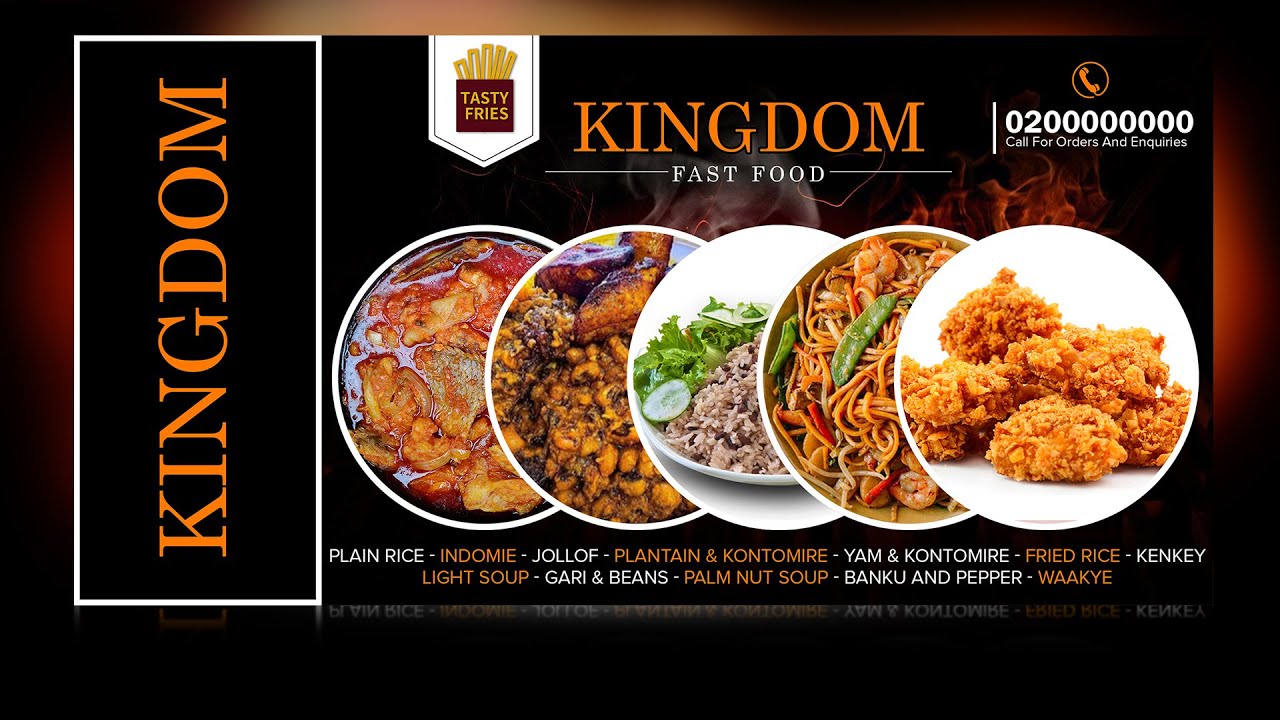 KINGDOM
TASTY
FRIES
KINGDOM
FAST FOOD
0200000000
Call For Orders And Enquiries
PLAIN RICE - INDOMIE - JOLLOF - PLANTAIN & KONTOMIRE - YAM & KONTOMIRE - FRIED RICE - KENKEY
LIGHT SOUP - GARI & BEANS - PALM NUT SOUP - BANKU AND PEPPER - WAAKYE